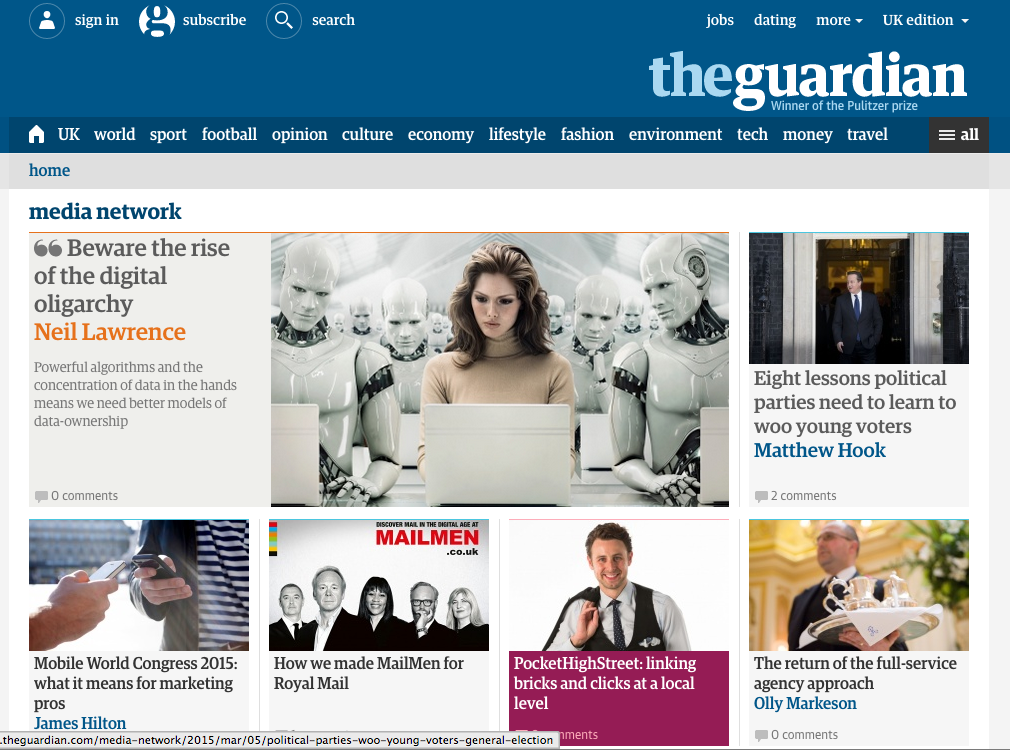 sign in subscribe search jobs dating more UK edition
theguardian
Winner of the Pulitzer prize
UK world sport football opinion culture economy lifestyle fashion environment tech money travel all
home
media network
Beware the rise
of the digital
oligarchy
Neil Lawrence
Powerful algorithms and the
concentration of data in the hands
means we need better models of
data-ownership
0 comments
Eight lessons political
parties need to learn to
woo young voters
Matthew Hook
2 comments
Mobile World Congress 2015:
what it means for marketing
pros
James Hilton
DISCOVER MAIL IN THE DIGITAL AGE AT
MAILMEN
.co.uk
How we made MailMen for
Royal Mail
PocketHighStreet: linking
bricks and clicks at a local
level
comments
The return of the full-service
agency approach
Olly Markeson
0 comments
.theguardian.com/media-network/2015/mar/05/political-parties-woo-young-voters-general-election